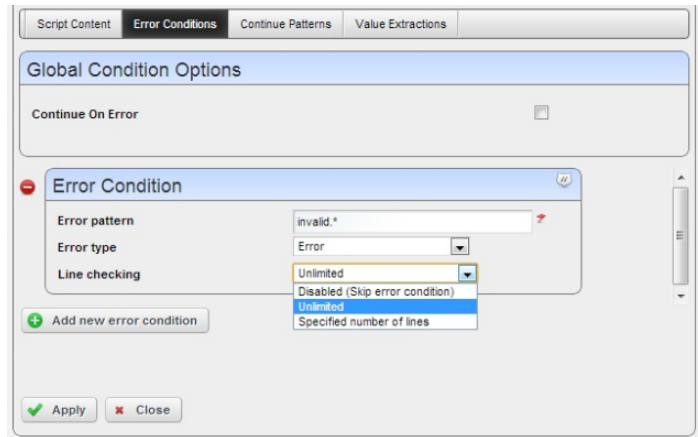 Script Content Error Conditions Continue Patterns Value Extractions
Global Condition Options
Continue On Error
Error Condition
Error pattern invalid.*
Error type Error
Line checking Unlimited
Disabled (Skip error condition)
Unlimited
Specified number of lines
Add new error condition
Apply Close